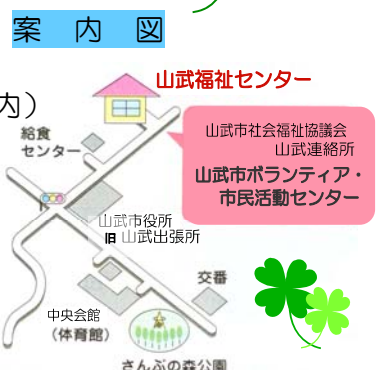 案内図
内）
山武福祉センター
給食
センター
山武市社会福祉協議会
山武連絡所
山武市ボランティア・
市民活動センター
山武市役所
旧山武出張所
交番
中央会館
（体育館）
さんぶの森公園